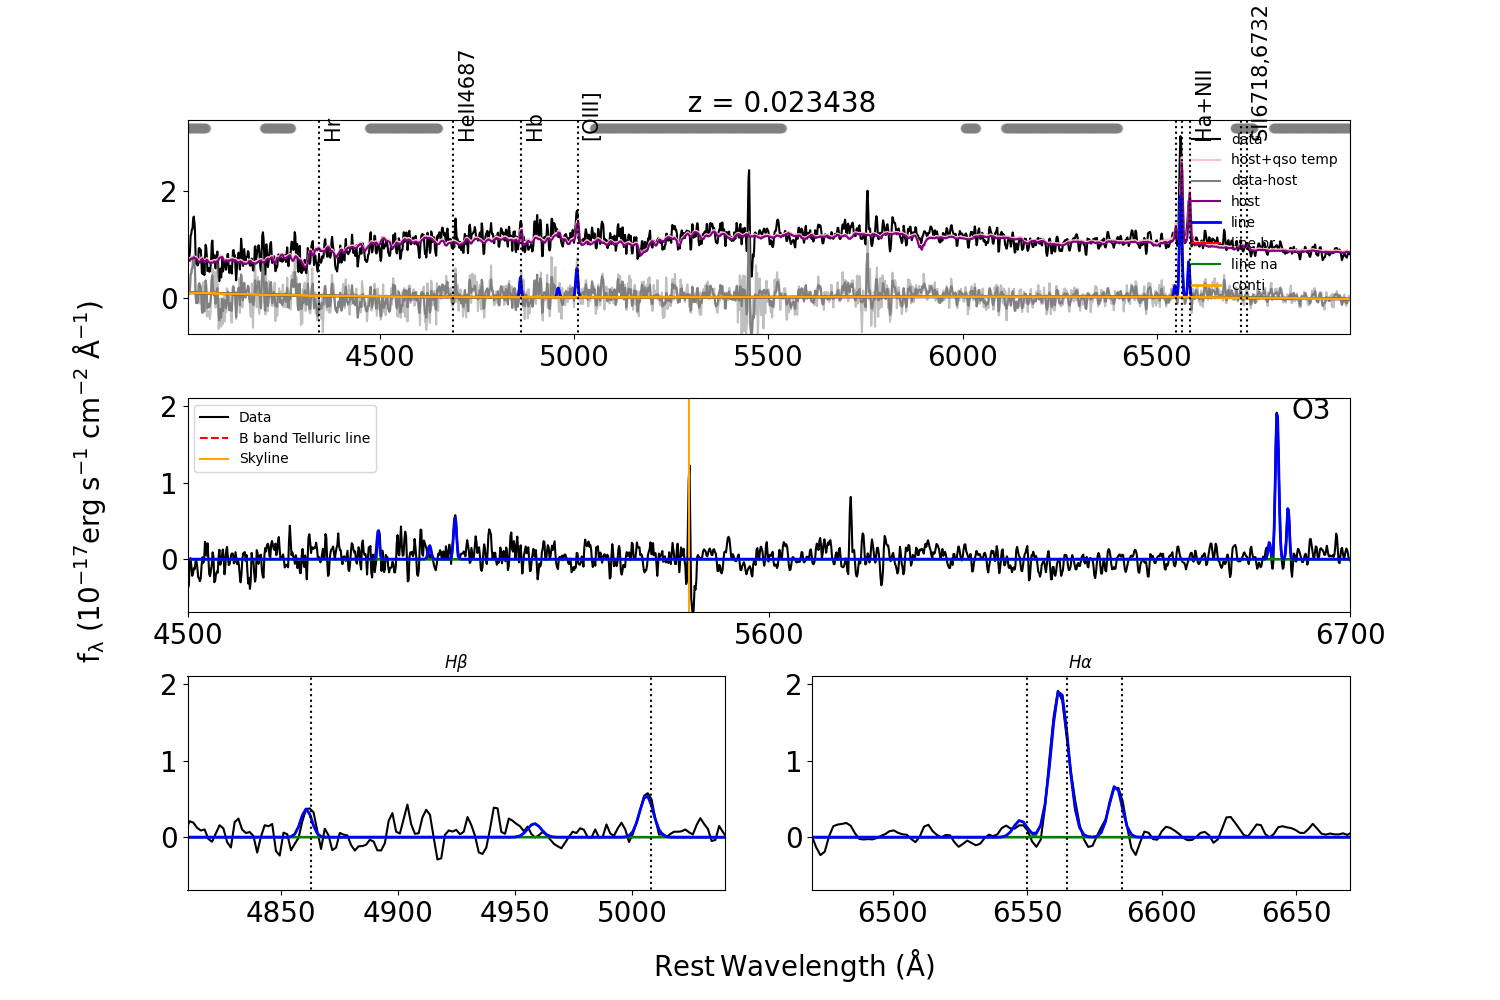 z = 0.023438
Hr
HeII4687
Hb
[OIII]
Ha+NII
SII6718,6732
data
host+qso temp
data-host
host
line
line br
line na
conti
2
0
4500 5000 5500 6000 6500
Data
B band Telluric line
Skyline
O3
2
1
0
4500 5600 6700
fλ (10⁻¹⁷erg s⁻¹ cm⁻² Å⁻¹)
Hβ
2
1
0
4850 4900 4950 5000
Hα
2
1
0
6500 6550 6600 6650
Rest Wavelength (Å)